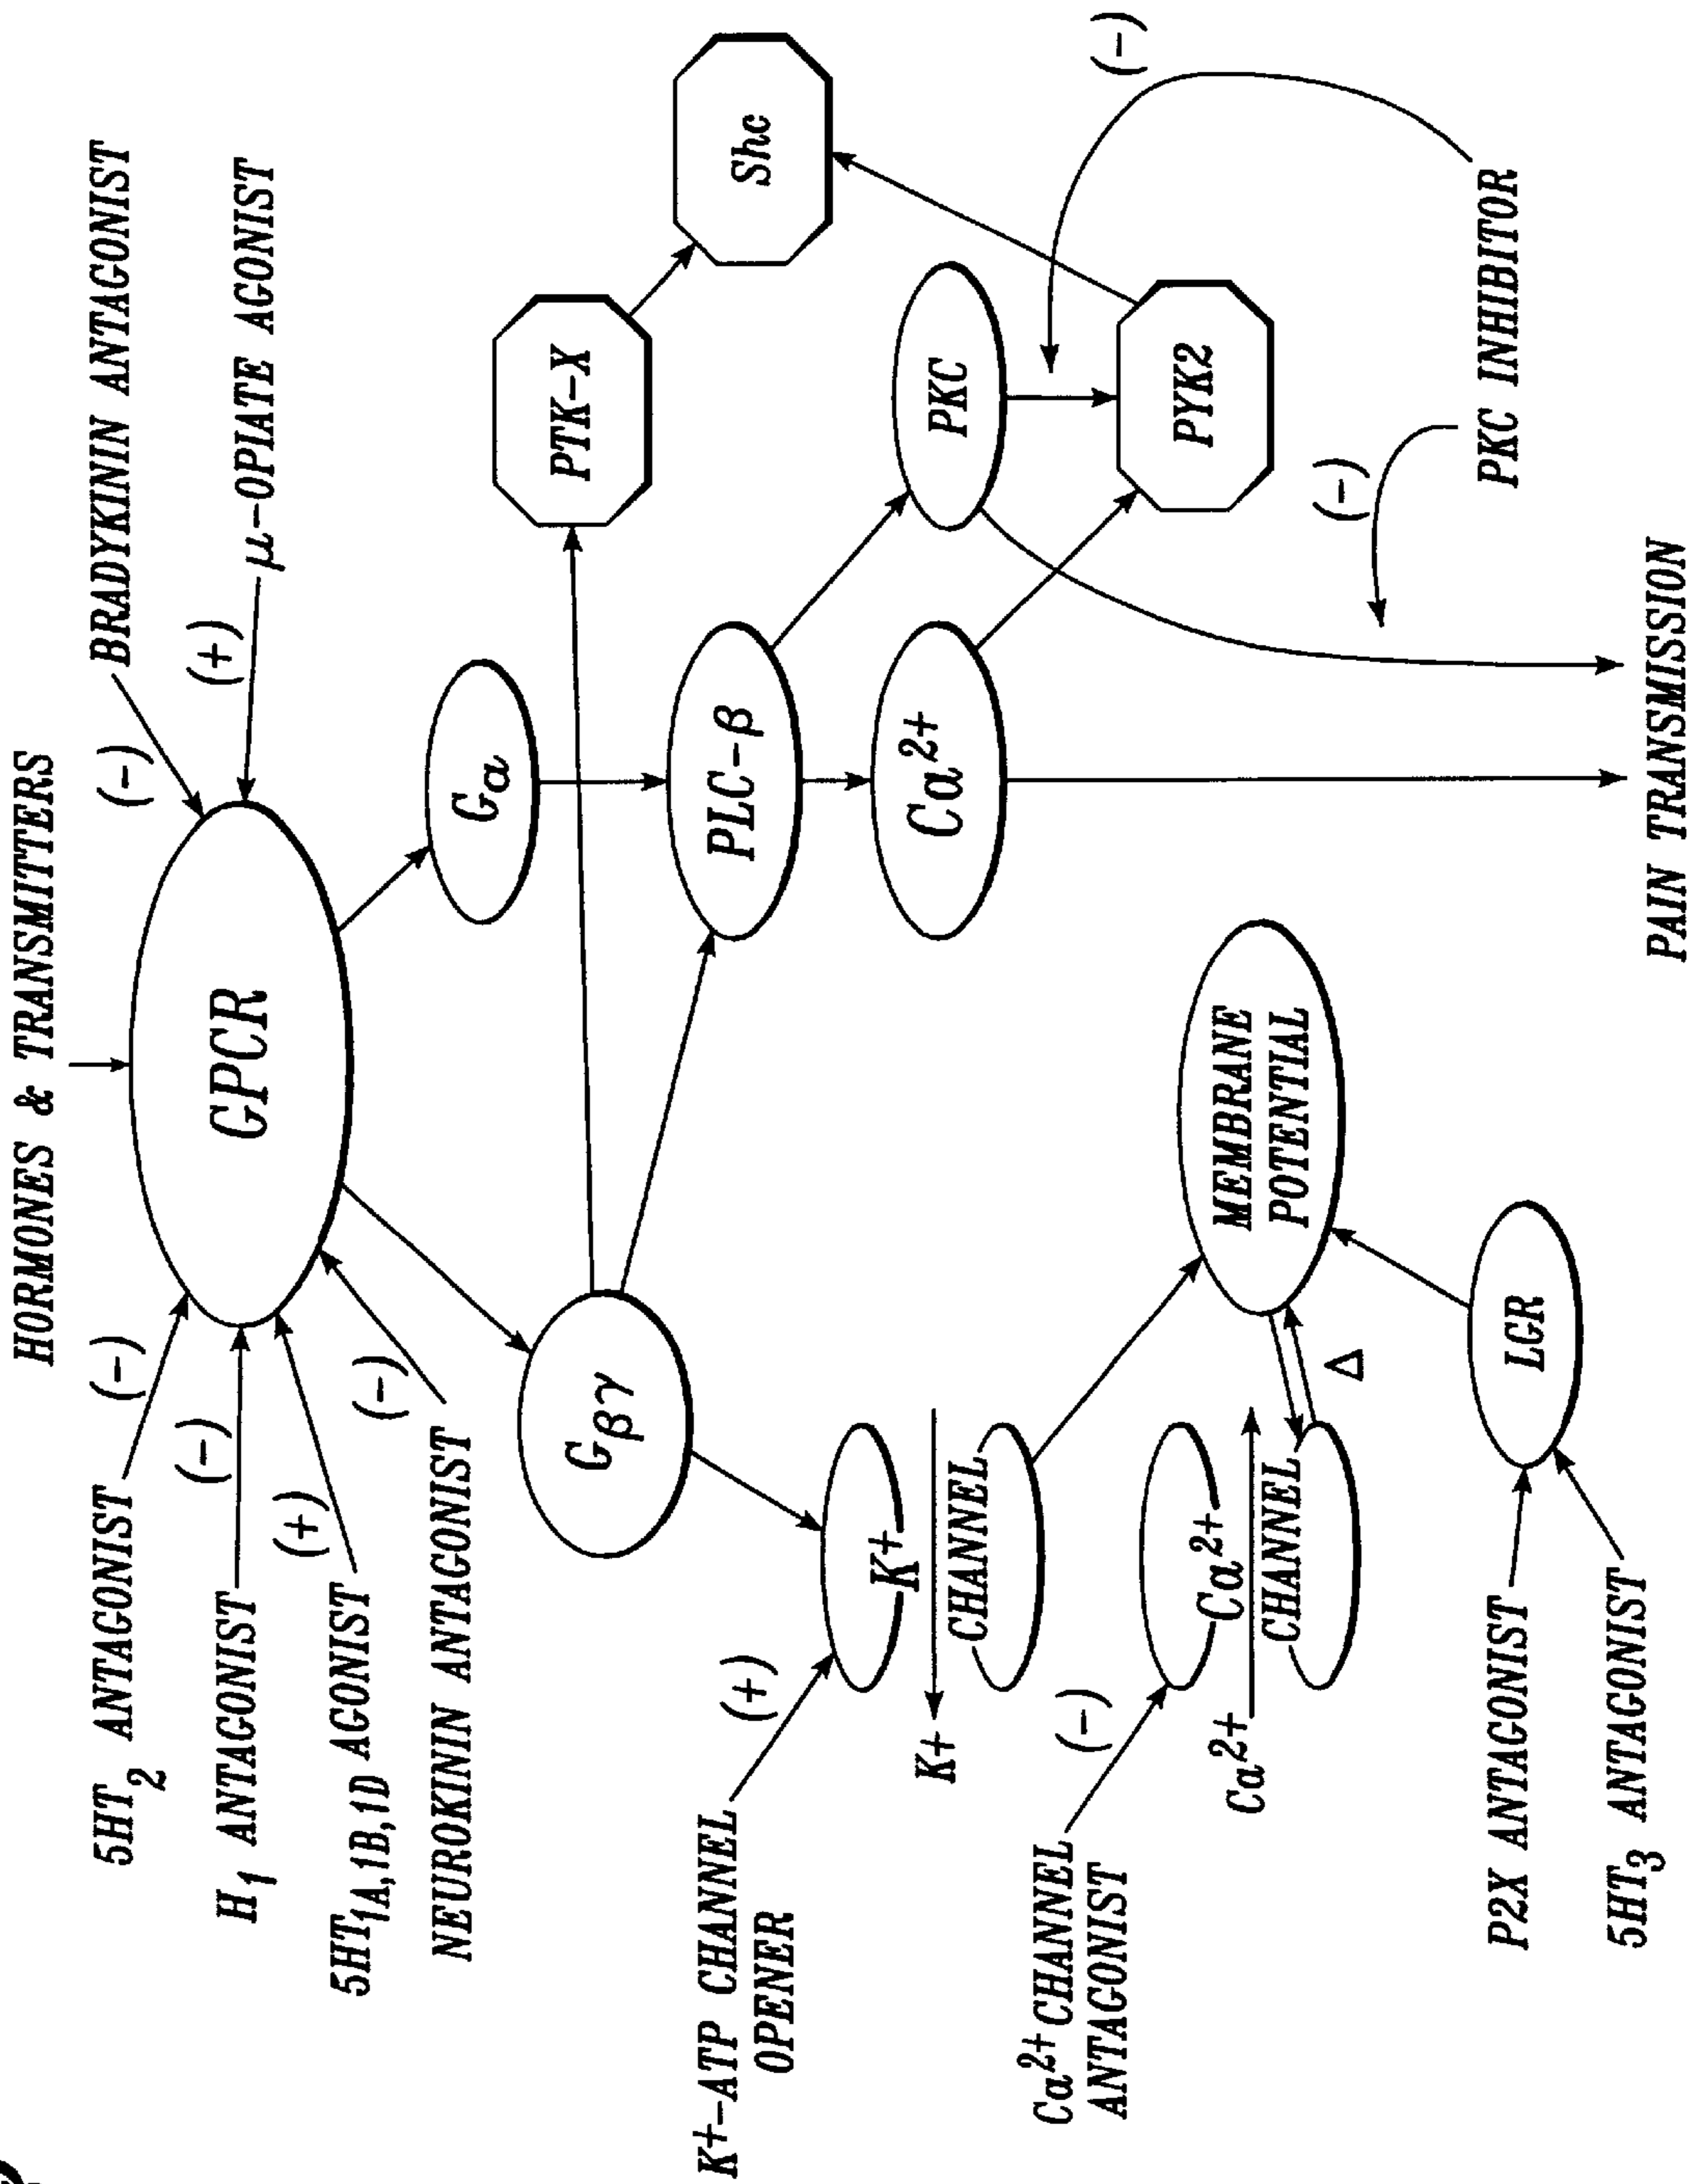 HORMONES & TRANSMITTERS
5HT2 ANTAGONIST
(-)
(-)
BRADYKININ ANTAGONIST
H1 ANTAGONIST
(-)
GPCR
(+)
μ-OPIATE AGONIST
5HT1A,1B,1D AGONIST
(+)
NEUROKININ ANTAGONIST
(-)
Gα
Gβγ
PTK-X
Shc
K+-ATP CHANNEL
OPENER
(+)
PLC-β
K+
K+
CHANNEL
Ca2+
PKC
(-)
Ca2+ CHANNEL
ANTAGONIST
(-)
Ca2+
Ca2+
CHANNEL
MEMBRANE
POTENTIAL
PYK2
Δ
(-)
P2X ANTAGONIST
LGR
PKC INHIBITOR
5HT3 ANTAGONIST
PAIN TRANSMISSION